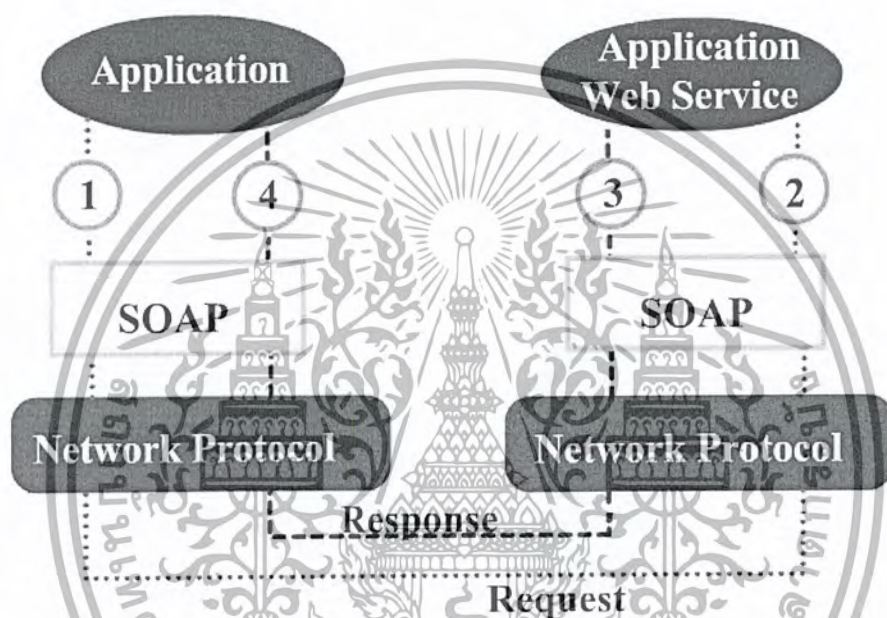 Application
Application
Web Service
1
4
3
2
SOAP
SOAP
Network Protocol
Network Protocol
Response
Request